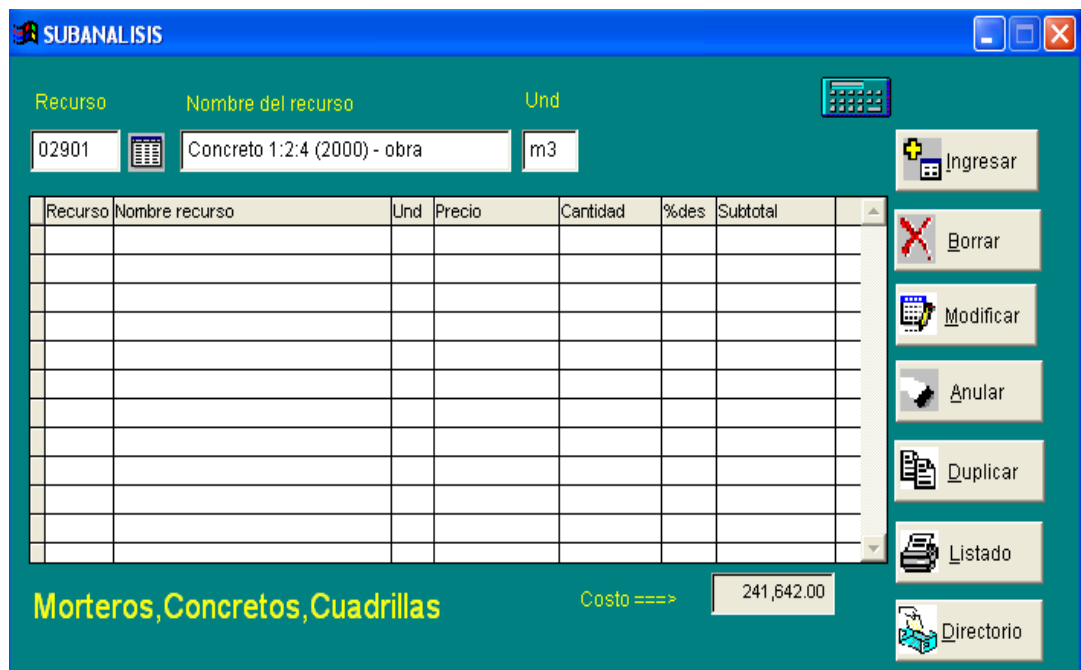 SUBANALISIS
Recurso Nombre del recurso Und
02901 Concreto 1:2:4 (2000) - obra m3
Recurso Nombre recurso Und Precio Cantidad %des Subtotal
Ingresar
Borrar
Modificar
Anular
Duplicar
Listado
Directorio
Morteros,Concretos,Cuadrillas
Costo ===> 241,642.00